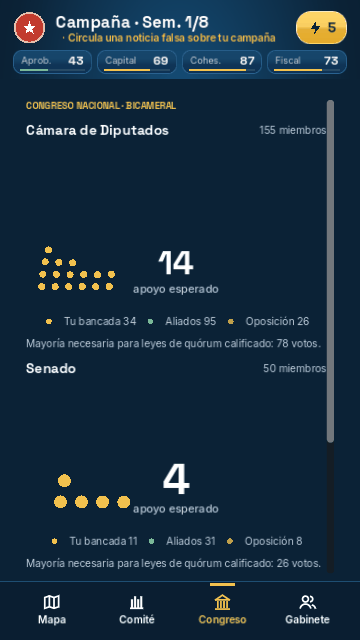 Campaña · Sem. 1/8
· Circula una noticia falsa sobre tu campaña
5
Aprob. 43
Capital 69
Cohes. 87
Fiscal 73
CONGRESO NACIONAL · BICAMERAL
Cámara de Diputados 155 miembros
14
apoyo esperado
Tu bancada 34 Aliados 95 Oposición 26
Mayoría necesaria para leyes de quórum calificado: 78 votos.
Senado 50 miembros
4
apoyo esperado
Tu bancada 11 Aliados 31 Oposición 8
Mayoría necesaria para leyes de quórum calificado: 26 votos.
Mapa Comité Congreso Gabinete